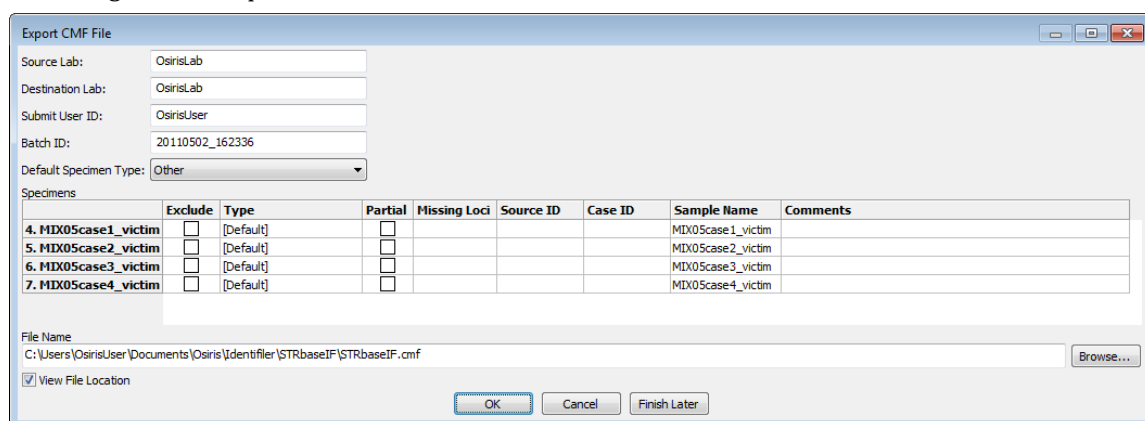 Export CMF File
Source Lab: OsirisLab
Destination Lab: OsirisLab
Submit User ID: OsirisUser
Batch ID: 20110502_162336
Default Specimen Type: Other
Specimens
Exclude Type Partial Missing Loci Source ID Case ID Sample Name Comments
4. MIX05case1_victim [Default] MIX05case1_victim
5. MIX05case2_victim [Default] MIX05case2_victim
6. MIX05case3_victim [Default] MIX05case3_victim
7. MIX05case4_victim [Default] MIX05case4_victim
File Name
C:\Users\OsirisUser\Documents\Osiris\Identifiler\STRbaseIF\STRbaseIF.cmf Browse...
View File Location
OK Cancel Finish Later